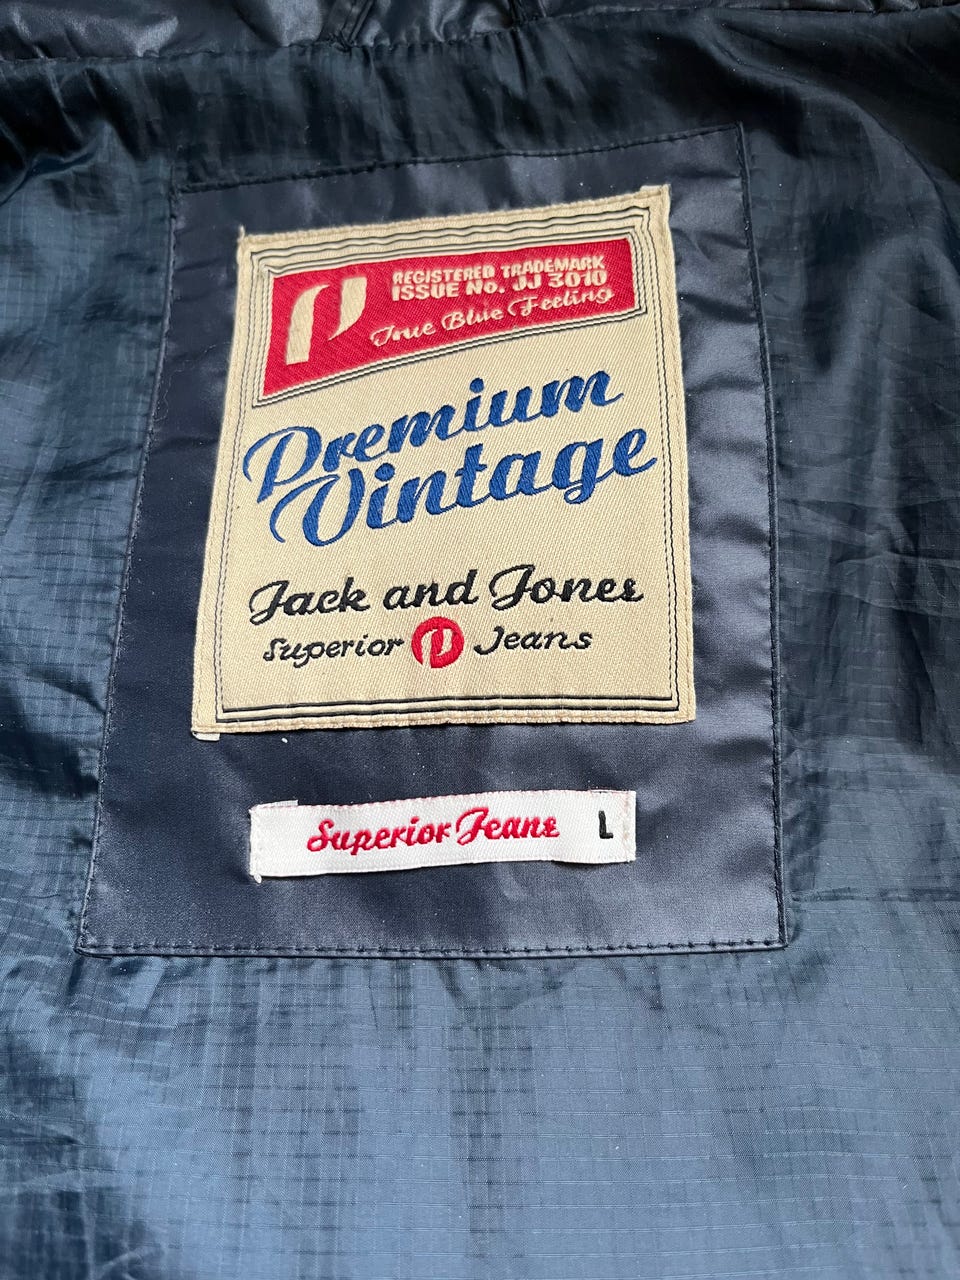 REGISTERED TRADEMARK
ISSUE No. JJ 3010
True Blue Feeling
Premium
Vintage
Jack and Jones
Superior Jeans
Superior Jeans L